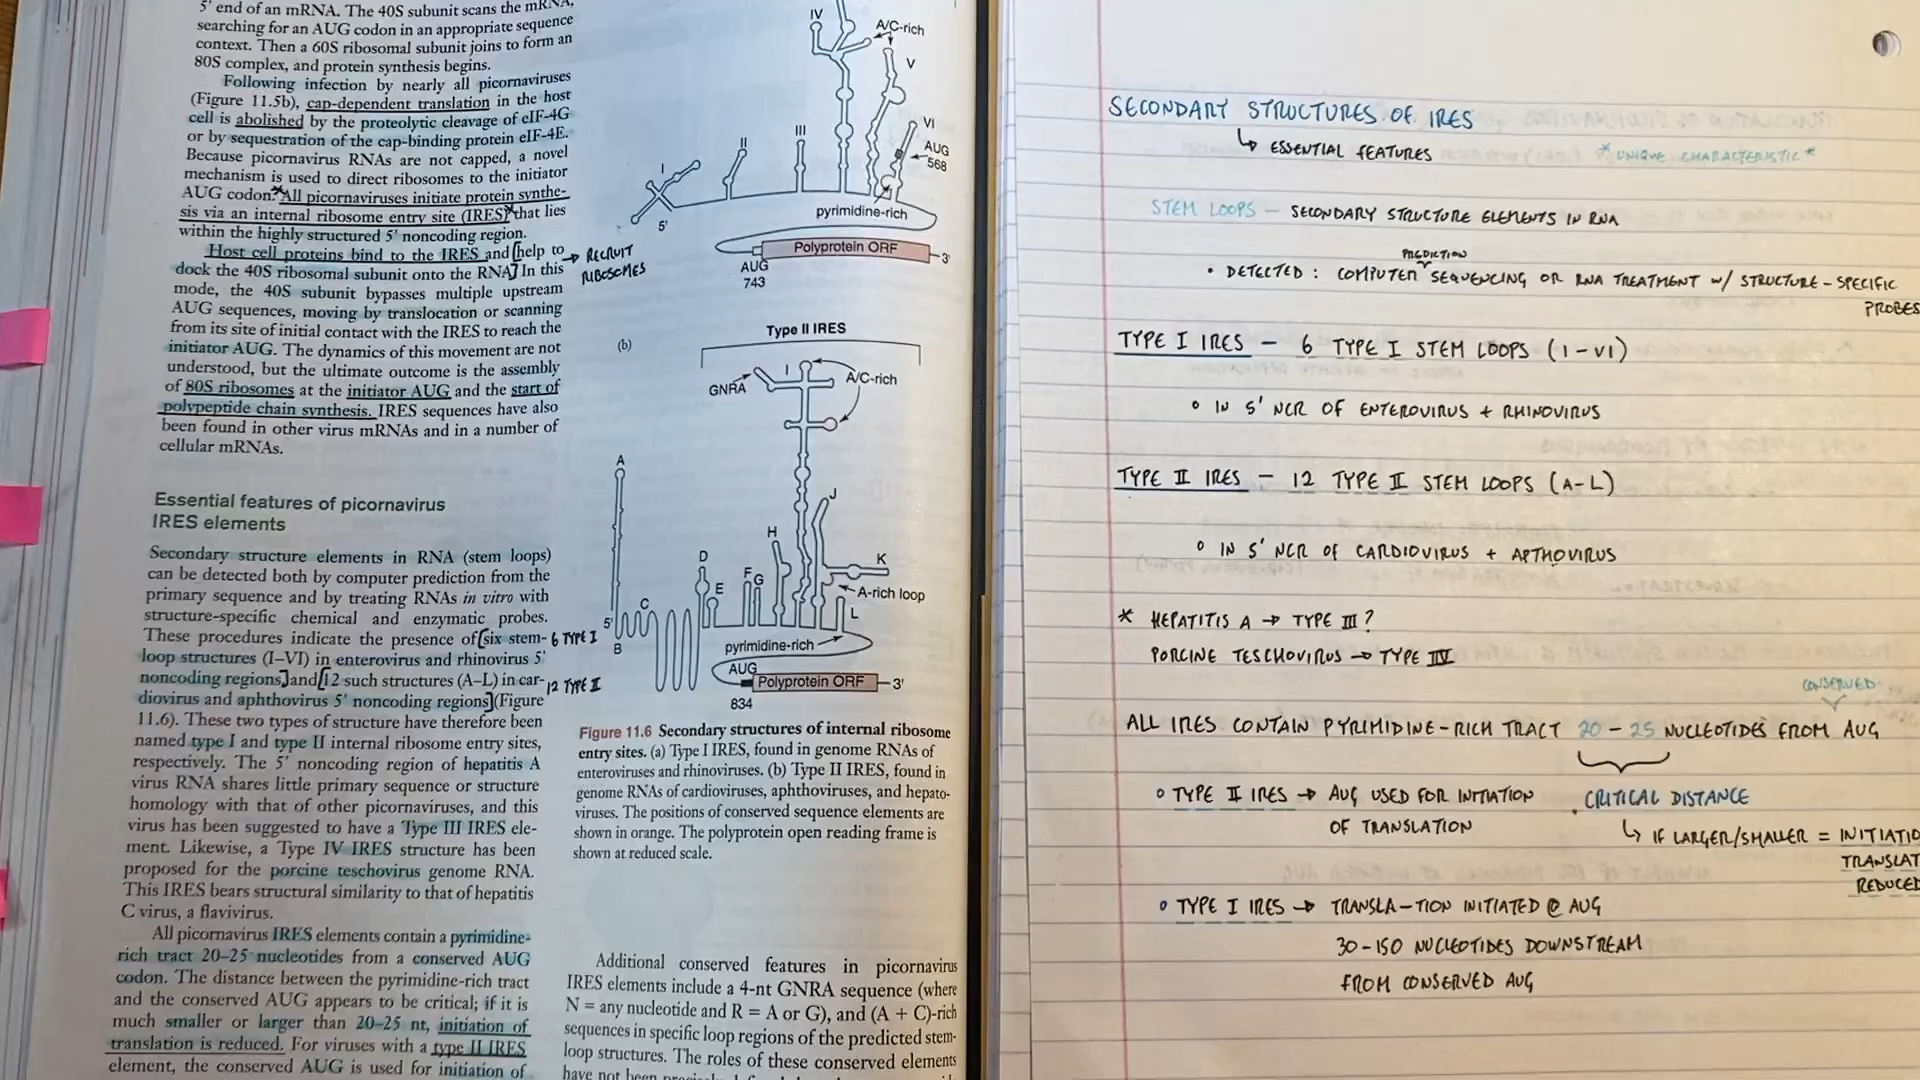 5' end of an mRNA. The 40S subunit scans the mRNA,
searching for an AUG codon in an appropriate sequence
context. Then a 60S ribosomal subunit joins to form an
80S complex, and protein synthesis begins.
Following infection by nearly all picornaviruses
(Figure 11.5b), cap-dependent translation in the host
cell is abolished by the proteolytic cleavage of eIF-4G
or by sequestration of the cap-binding protein eIF-4E.
Because picornavirus RNAs are not capped, a novel
mechanism is used to direct ribosomes to the initiator
AUG codon.* All picornaviruses initiate protein synthe-
sis via an internal ribosome entry site (IRES)* that lies
within the highly structured 5' noncoding region.
Host cell proteins bind to the IRES and [help to
dock the 40S ribosomal subunit onto the RNA.] In this
mode, the 40S subunit bypasses multiple upstream
AUG sequences, moving by translocation or scanning
from its site of initial contact with the IRES to reach the
initiator AUG. The dynamics of this movement are not
understood, but the ultimate outcome is the assembly
of 80S ribosomes at the initiator AUG and the start of
polypeptide chain synthesis. IRES sequences have also
been found in other virus mRNAs and in a number of
cellular mRNAs.
→ RECRUIT
RIBOSOMES
Essential features of picornavirus
IRES elements
Secondary structure elements in RNA (stem loops)
can be detected both by computer prediction from the
primary sequence and by treating RNAs in vitro with
structure-specific chemical and enzymatic probes.
These procedures indicate the presence of [six stem-
loop structures (I–VI) in enterovirus and rhinovirus 5'
noncoding regions] and [12 such structures (A–L) in car-
diovirus and aphthovirus 5' noncoding regions] (Figure
11.6). These two types of structure have therefore been
named type I and type II internal ribosome entry sites,
respectively. The 5' noncoding region of hepatitis A
virus RNA shares little primary sequence or structure
homology with that of other picornaviruses, and this
virus has been suggested to have a Type III IRES ele-
ment. Likewise, a Type IV IRES structure has been
proposed for the porcine teschovirus genome RNA.
This IRES bears structural similarity to that of hepatitis
C virus, a flavivirus.
All picornavirus IRES elements contain a pyrimidine-
rich tract 20–25 nucleotides from a conserved AUG
codon. The distance between the pyrimidine-rich tract
and the conserved AUG appears to be critical; if it is
much smaller or larger than 20–25 nt, initiation of
translation is reduced. For viruses with a type II IRES
element, the conserved AUG is used for initiation of
6 TYPE I
12 TYPE II
IV
A/C-rich
V
VI
III
II
I
AUG
568
pyrimidine-rich
5'
Polyprotein ORF
3'
AUG
743
Type II IRES
(b)
I
GNRA
A/C-rich
A
J
H
D
K
F
G
E
A-rich loop
C
L
5'
B
pyrimidine-rich
AUG
Polyprotein ORF
3'
834
Figure 11.6 Secondary structures of internal ribosome
entry sites. (a) Type I IRES, found in genome RNAs of
enteroviruses and rhinoviruses. (b) Type II IRES, found in
genome RNAs of cardioviruses, aphthoviruses, and hepato-
viruses. The positions of conserved sequence elements are
shown in orange. The polyprotein open reading frame is
shown at reduced scale.
Additional conserved features in picornavirus
IRES elements include a 4-nt GNRA sequence (where
N = any nucleotide and R = A or G), and (A + C)-rich
sequences in specific loop regions of the predicted stem-
loop structures. The roles of these conserved elements
have not been
SECONDARY STRUCTURES OF IRES
↳ ESSENTIAL FEATURES *UNIQUE CHARACTERISTIC*
STEM LOOPS – SECONDARY STRUCTURE ELEMENTS IN RNA
PREDICTION
• DETECTED: COMPUTER SEQUENCING OR RNA TREATMENT W/ STRUCTURE-SPECIFIC
PROBES
TYPE I IRES – 6 TYPE I STEM LOOPS (I-VI)
° IN 5' NCR OF ENTEROVIRUS + RHINOVIRUS
TYPE II IRES – 12 TYPE II STEM LOOPS (A-L)
° IN 5' NCR OF CARDIOVIRUS + APTHOVIRUS
* HEPATITIS A → TYPE III?
PORCINE TESCHOVIRUS → TYPE IV
CONSERVED
ALL IRES CONTAIN PYRIMIDINE-RICH TRACT 20-25 NUCLEOTIDES FROM AUG
° TYPE II IRES → AUG USED FOR INITIATION
OF TRANSLATION
CRITICAL DISTANCE
↳ IF LARGER/SMALLER = INITIATIO
TRANSLAT
REDUCED
° TYPE I IRES → TRANSLA-TION INITIATED @ AUG
30-150 NUCLEOTIDES DOWNSTREAM
FROM CONSERVED AUG